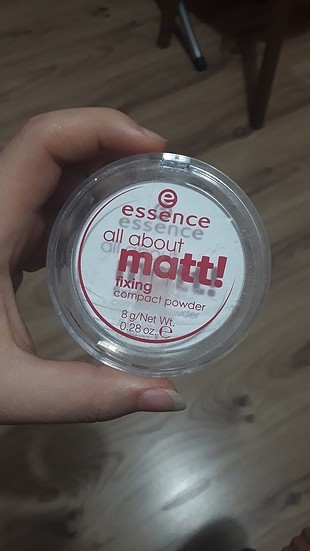 e
essence
all about
matt!
fixing
compact powder
8 g/Net Wt.
0.28 oz. ℮